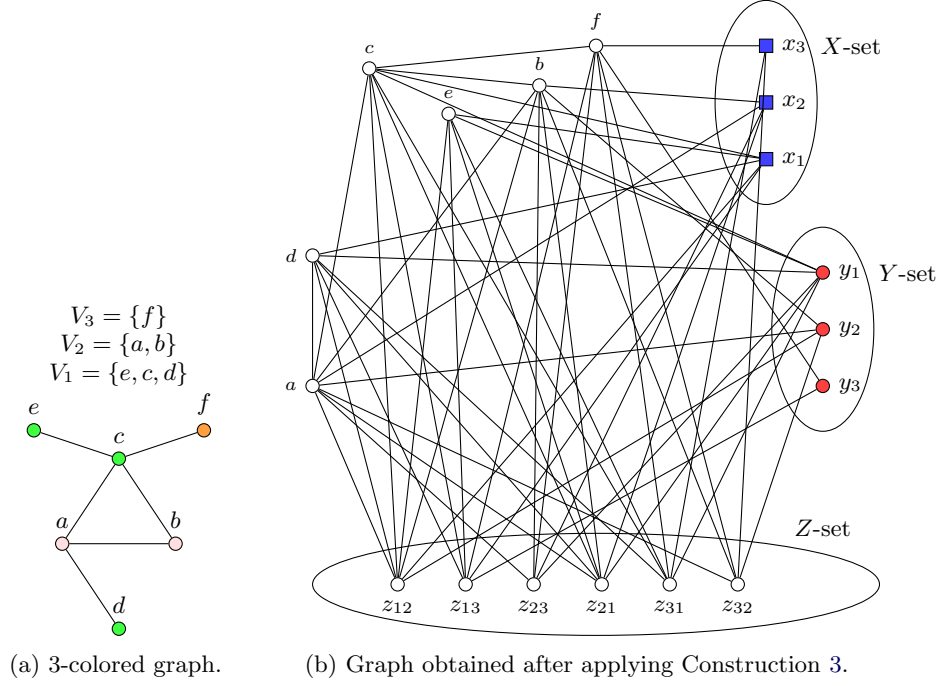 V₃ = {f}
V₂ = {a, b}
V₁ = {e, c, d}
e
f
c
a
b
d
(a) 3-colored graph.
c
f
b
e
d
a
x₃
x₂
x₁
X-set
y₁
y₂
y₃
Y-set
Z-set
z₁₂
z₁₃
z₂₃
z₂₁
z₃₁
z₃₂
(b) Graph obtained after applying Construction 3.